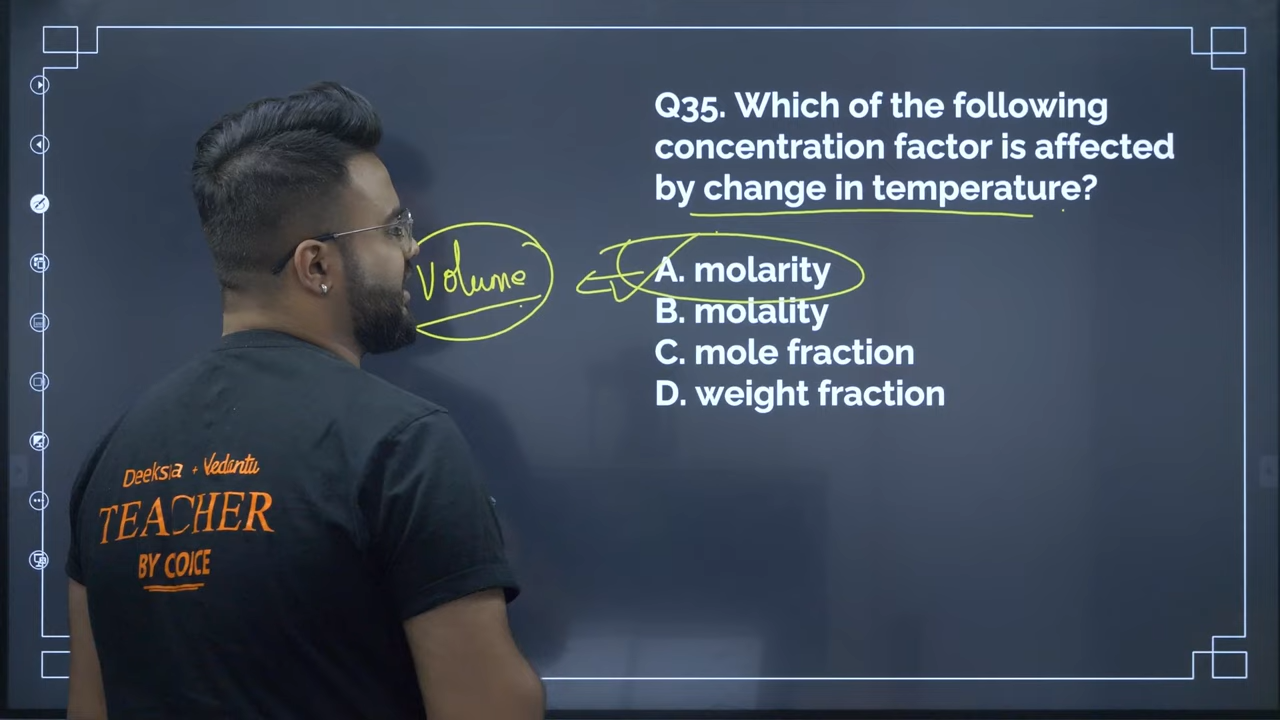 Q35. Which of the following
concentration factor is affected
by change in temperature?
Volume
A. molarity
B. molality
C. mole fraction
D. weight fraction
Deeksa + Vedantu
TEACHER
BY COICE